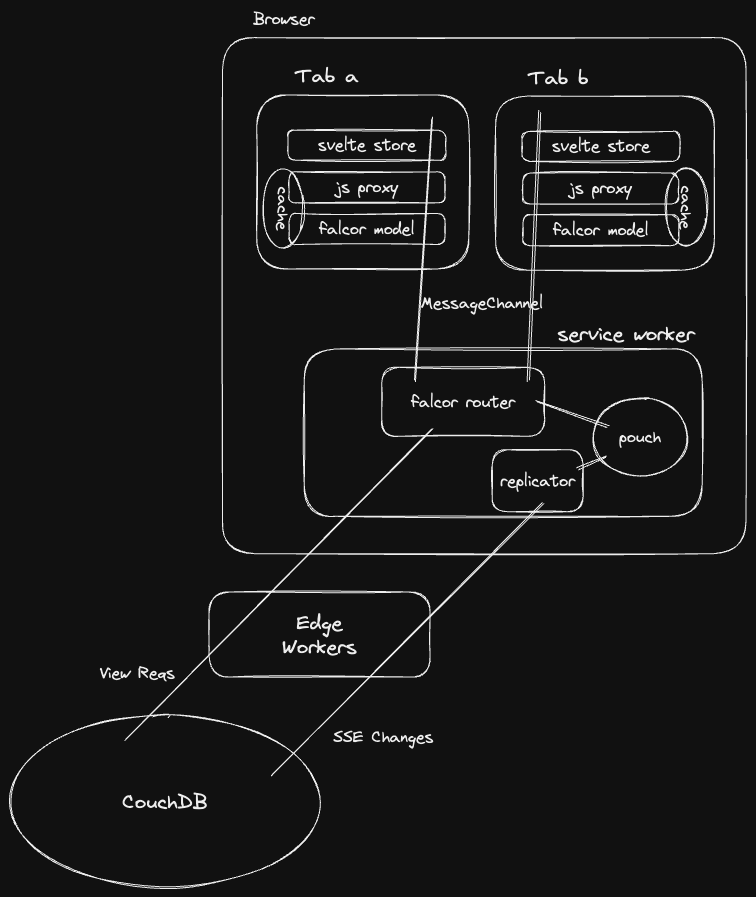 Browser
Tab a
Tab b
svelte store
js proxy
falcor model
cache
svelte store
js proxy
falcor model
cache
MessageChannel
service worker
falcor router
pouch
replicator
Edge
Workers
View Reqs
SSE Changes
CouchDB